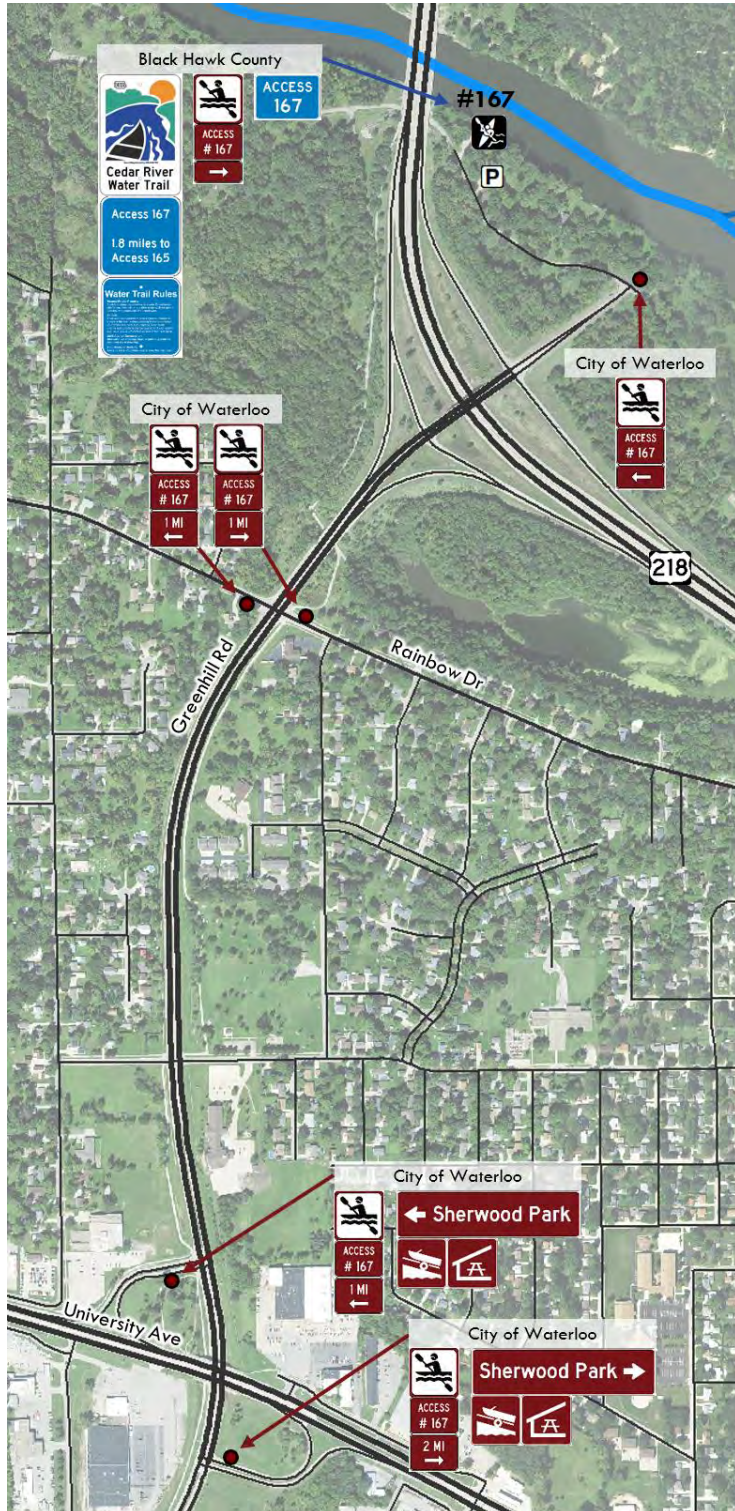 Black Hawk County
ACCESS
# 167
ACCESS
167
#167
P
Cedar River
Water Trail
Access 167
1.8 miles to
Access 165
Water Trail Rules
City of Waterloo
ACCESS
# 167
City of Waterloo
ACCESS
# 167
1 MI
ACCESS
# 167
1 MI
218
Greenhill Rd
Rainbow Dr
City of Waterloo
← Sherwood Park
ACCESS
# 167
1 MI
University Ave
City of Waterloo
Sherwood Park →
ACCESS
# 167
2 MI